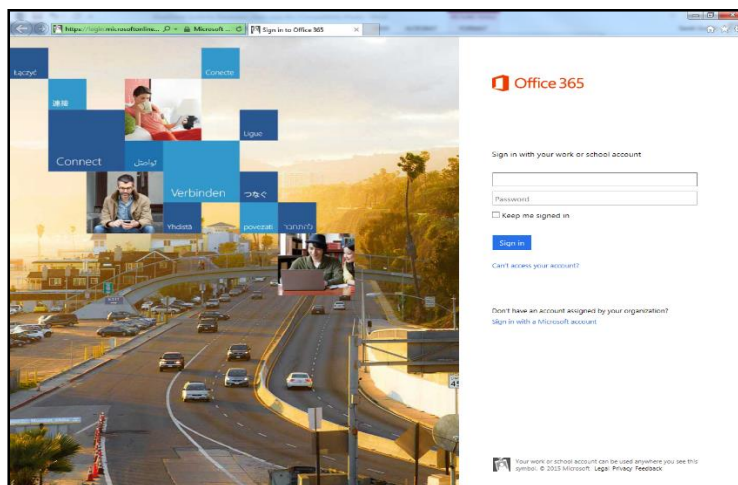 https://login.microsoftonline...
Microsoft ...
Sign in to Office 365
Łączyć
Conecte
連接
Ligue
Connect
تواصل
Verbinden
つなぐ
Yhdistä
povezati
להתחבר
Office 365
Sign in with your work or school account
Password
Keep me signed in
Sign in
Can't access your account?
Don't have an account assigned by your organization?
Sign in with a Microsoft account
45
Your work or school account can be used anywhere you see this
symbol. © 2015 Microsoft Legal Privacy Feedback